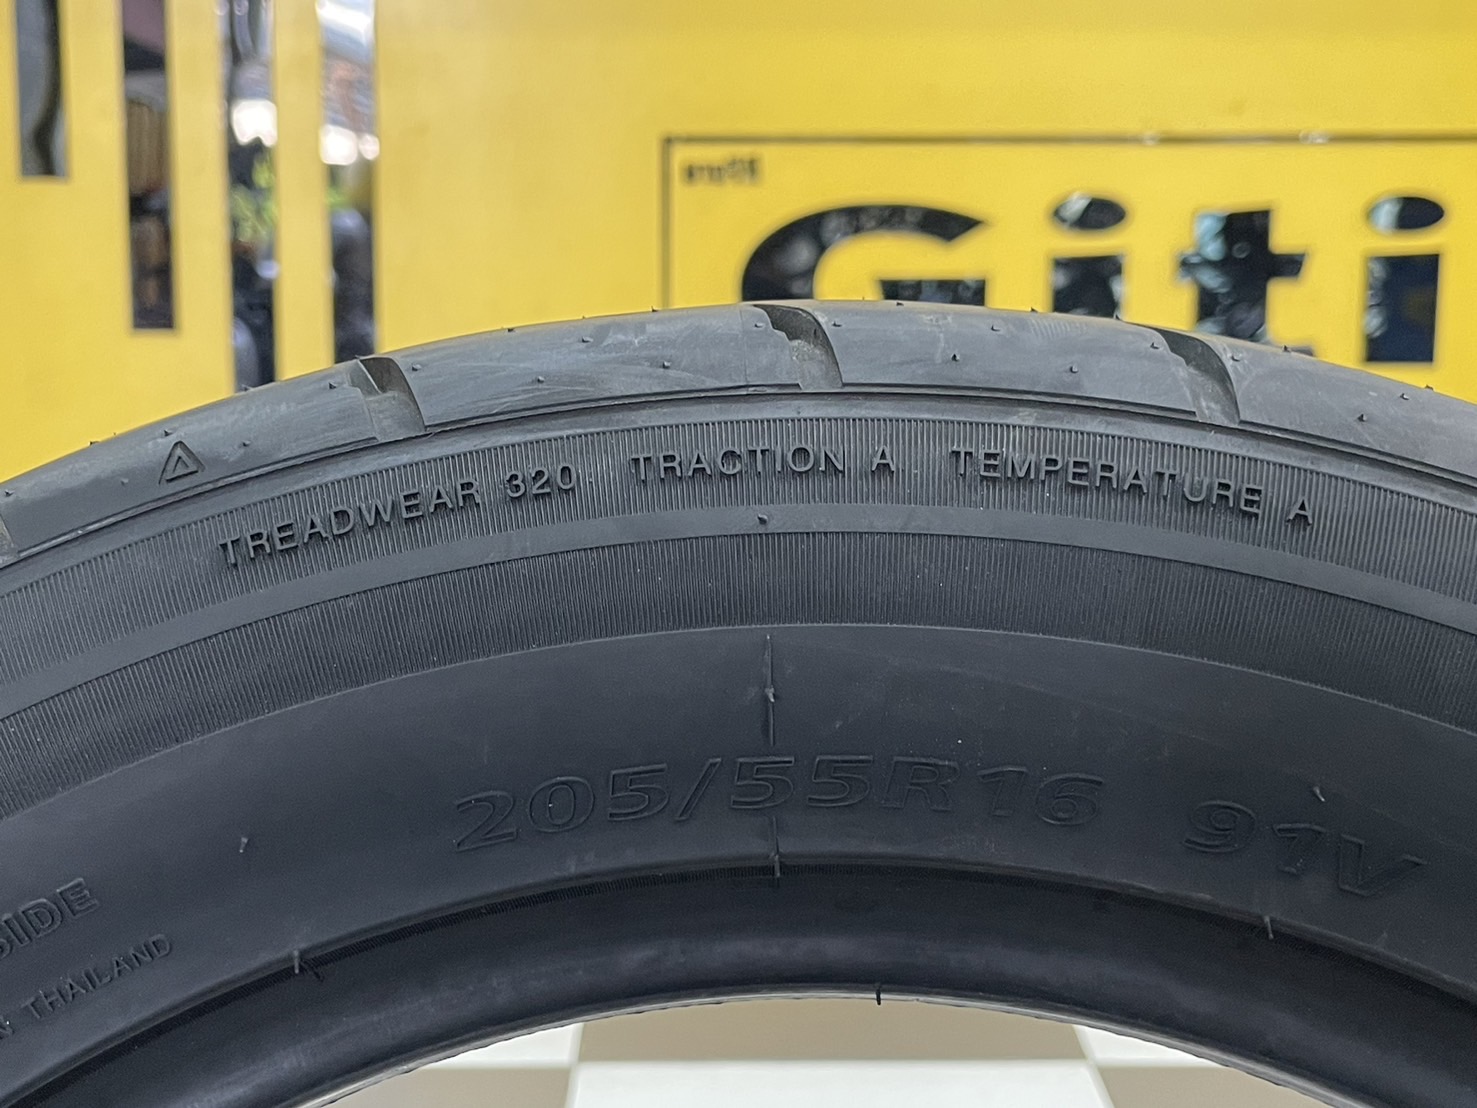 Giti
TREADWEAR 320 TRACTION A TEMPERATURE A
205/55R16 91V
SIDE
THAILAND